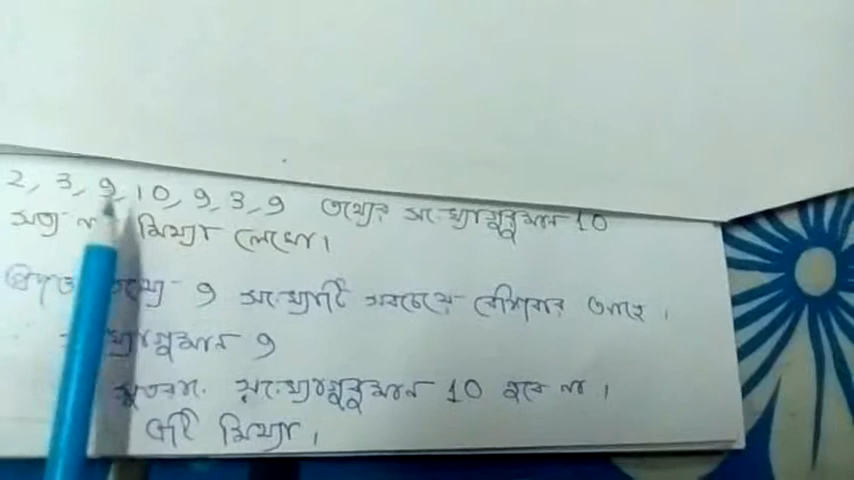 2, 3, 9, 10, 9, 3, 9 তথ্যের সংখ্যাগুরুমান 10
সত্য না মিথ্যা লেখো।
প্রদত্ত তথ্যে 9 সংখ্যাটি সবচেয়ে বেশিবার আছে।
সংখ্যাগুরুমান 9
সুতরাং সংখ্যাগুরুমান 10 হবে না।
এটি মিথ্যা।